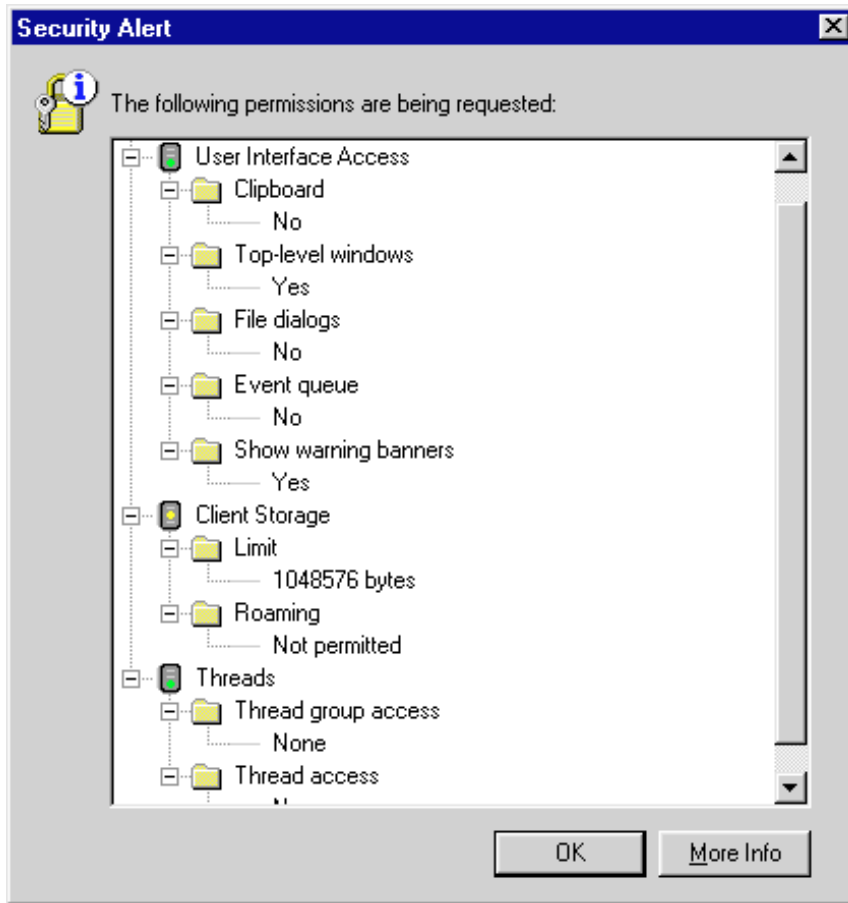 Security Alert
The following permissions are being requested:
User Interface Access
Clipboard
No
Top-level windows
Yes
File dialogs
No
Event queue
No
Show warning banners
Yes
Client Storage
Limit
1048576 bytes
Roaming
Not permitted
Threads
Thread group access
None
Thread access
OK More Info